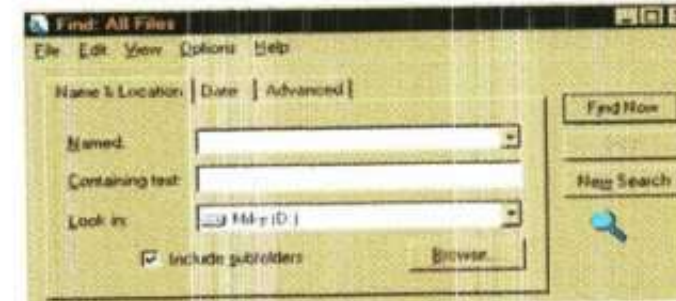 Find: All Files
File Edit View Options Help
Name & Location Date Advanced
Find Now
Named:
Containing text:
New Search
Look in: (D:)
Include subfolders Browse...